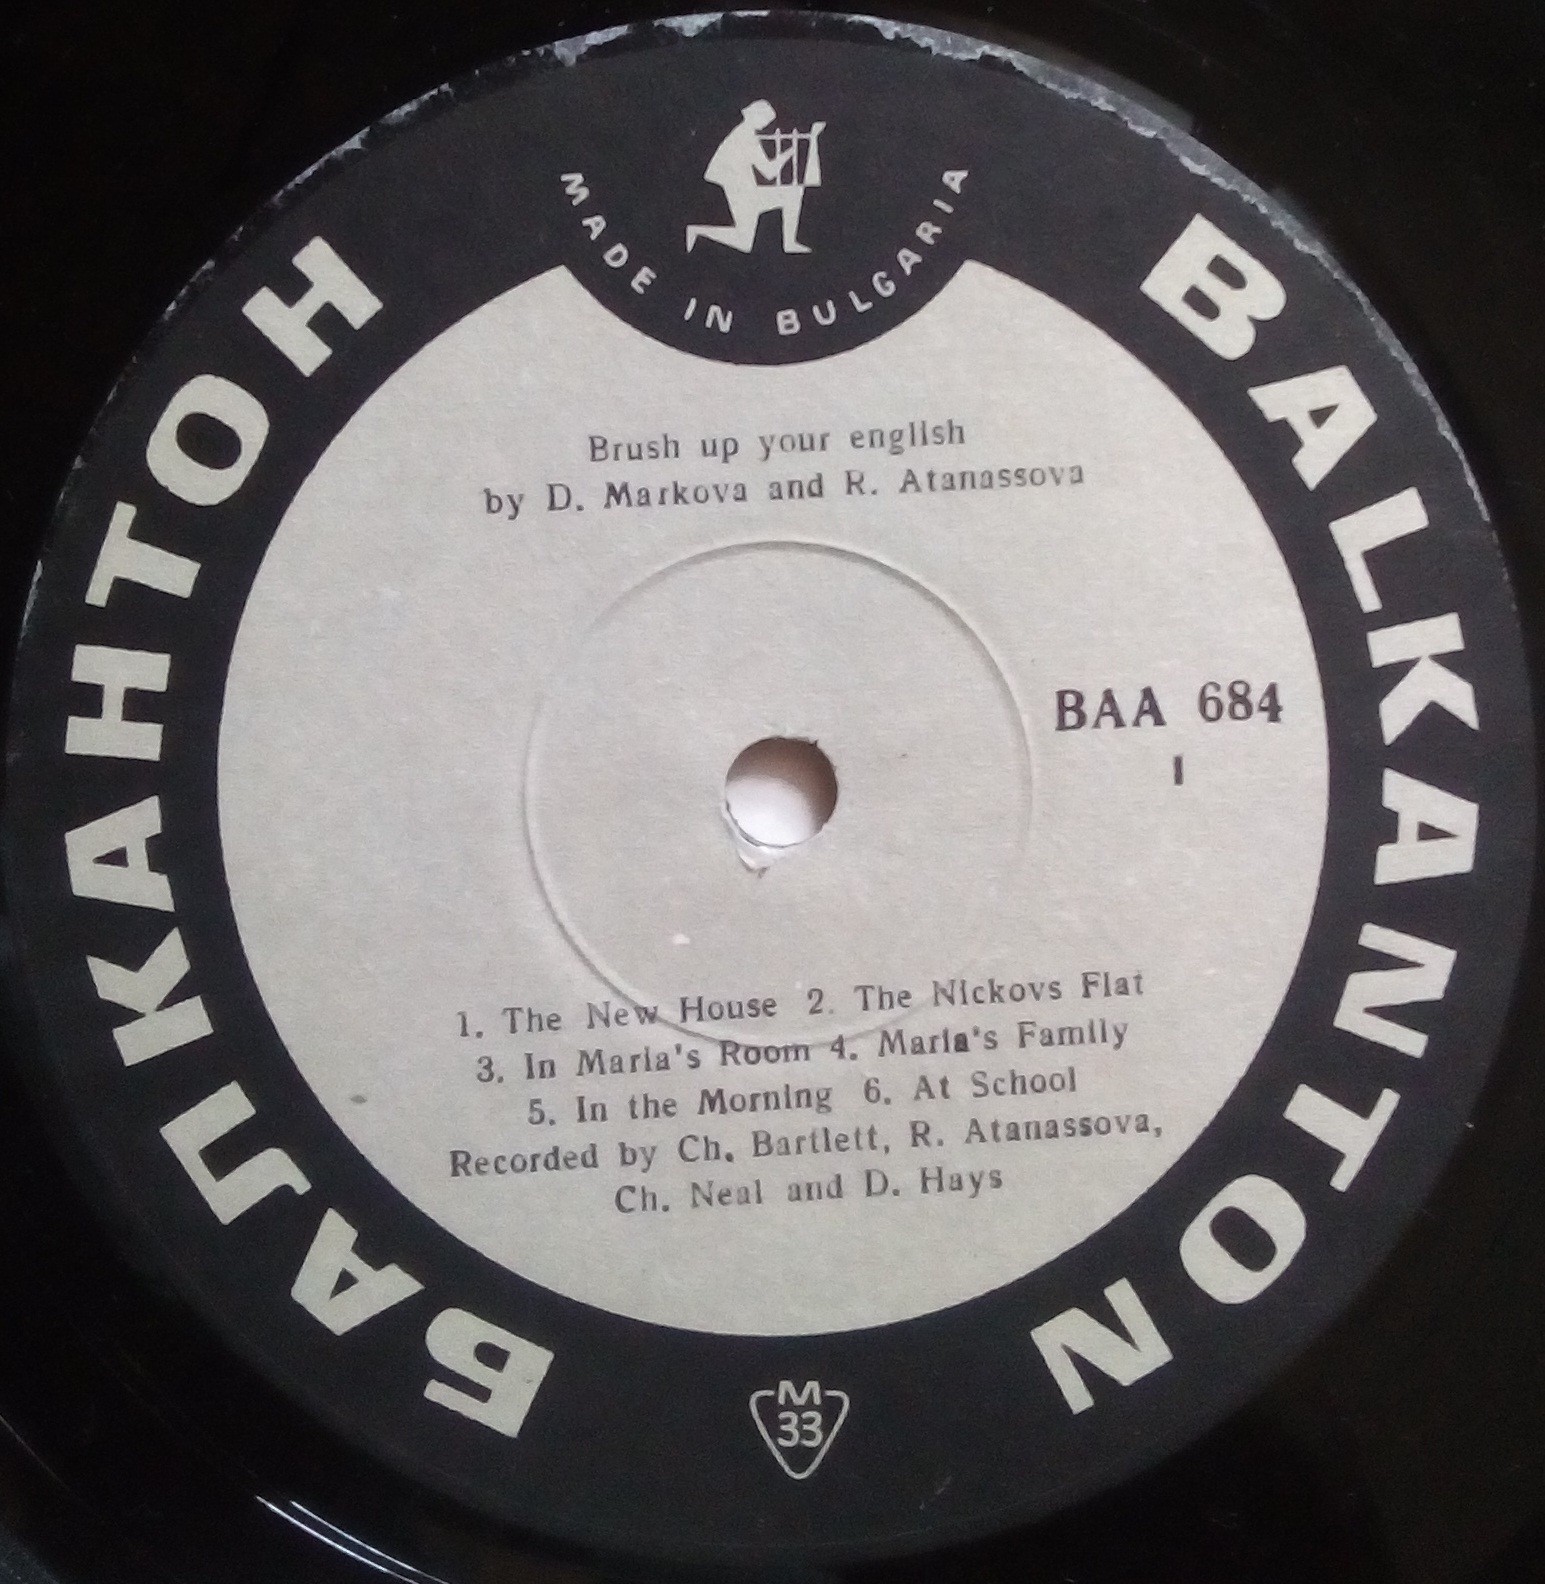 MADE IN BULGARIA
БАЛКАНТОН
BALKANTON
Brush up your english
by D. Markova and R. Atanassova
BAA 684
I
1. The New House 2. The Nickovs Flat
3. In Maria's Room 4. Maria's Family
5. In the Morning 6. At School
Recorded by Ch. Bartlett, R. Atanassova,
Ch. Neal and D. Hays
M
33